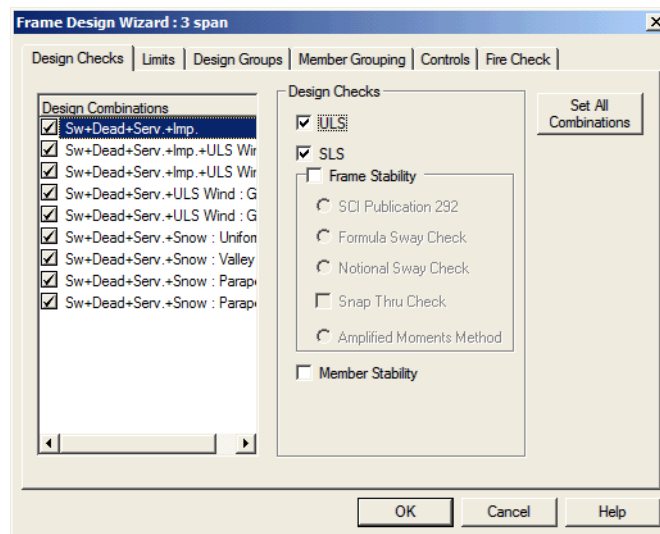 Frame Design Wizard : 3 span
Design Checks
Limits
Design Groups
Member Grouping
Controls
Fire Check
Design Combinations
Sw+Dead+Serv.+Imp.
Sw+Dead+Serv.+Imp.+ULS Wir
Sw+Dead+Serv.+Imp.+ULS Wir
Sw+Dead+Serv.+ULS Wind : G
Sw+Dead+Serv.+ULS Wind : G
Sw+Dead+Serv.+Snow : Unifon
Sw+Dead+Serv.+Snow : Valley
Sw+Dead+Serv.+Snow : Parape
Sw+Dead+Serv.+Snow : Parape
Design Checks
ULS
SLS
Frame Stability
SCI Publication 292
Formula Sway Check
Notional Sway Check
Snap Thru Check
Amplified Moments Method
Member Stability
Set All
Combinations
OK
Cancel
Help